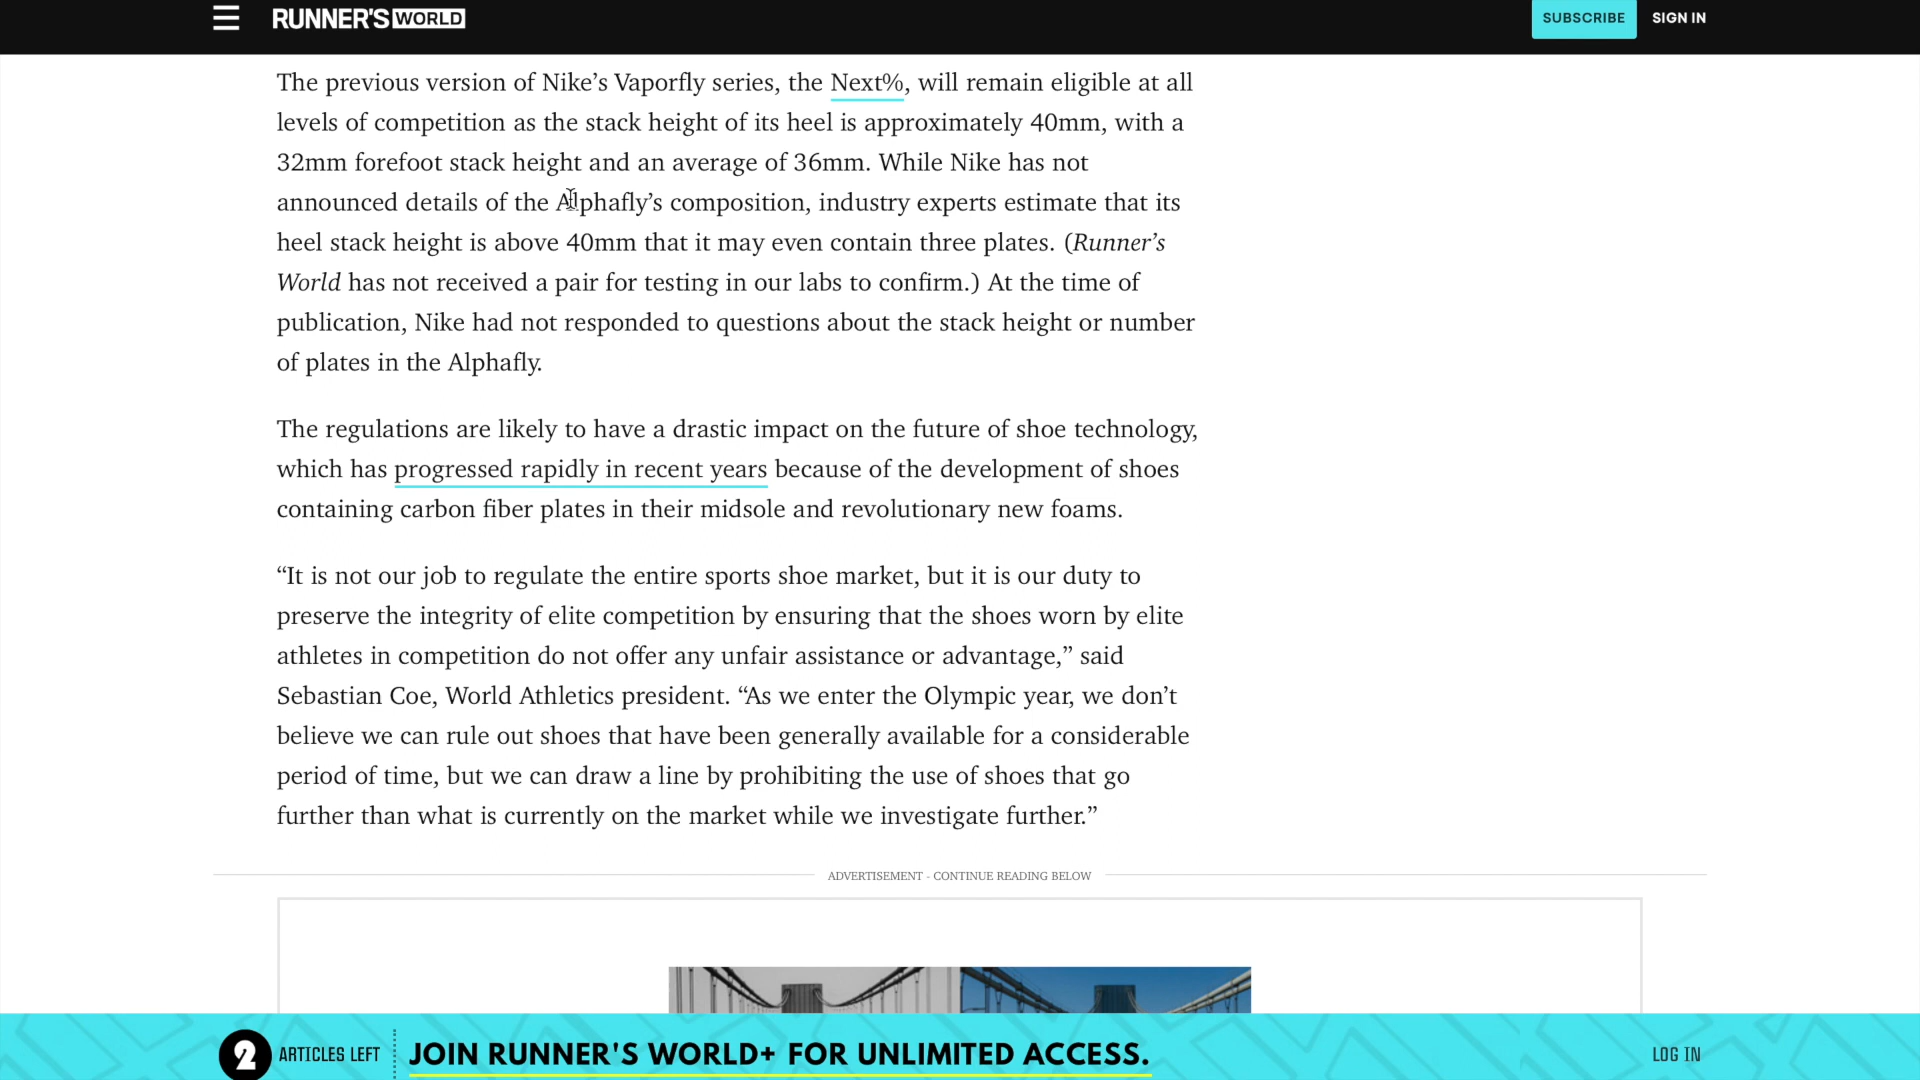 RUNNER'S WORLD
SUBSCRIBE
SIGN IN
The previous version of Nike’s Vaporfly series, the Next%, will remain eligible at all
levels of competition as the stack height of its heel is approximately 40mm, with a
32mm forefoot stack height and an average of 36mm. While Nike has not
announced details of the Alphafly’s composition, industry experts estimate that its
heel stack height is above 40mm that it may even contain three plates. (Runner’s
World has not received a pair for testing in our labs to confirm.) At the time of
publication, Nike had not responded to questions about the stack height or number
of plates in the Alphafly.
The regulations are likely to have a drastic impact on the future of shoe technology,
which has progressed rapidly in recent years because of the development of shoes
containing carbon fiber plates in their midsole and revolutionary new foams.
“It is not our job to regulate the entire sports shoe market, but it is our duty to
preserve the integrity of elite competition by ensuring that the shoes worn by elite
athletes in competition do not offer any unfair assistance or advantage,” said
Sebastian Coe, World Athletics president. “As we enter the Olympic year, we don’t
believe we can rule out shoes that have been generally available for a considerable
period of time, but we can draw a line by prohibiting the use of shoes that go
further than what is currently on the market while we investigate further.”
ADVERTISEMENT - CONTINUE READING BELOW
2 ARTICLES LEFT
JOIN RUNNER'S WORLD+ FOR UNLIMITED ACCESS.
LOG IN